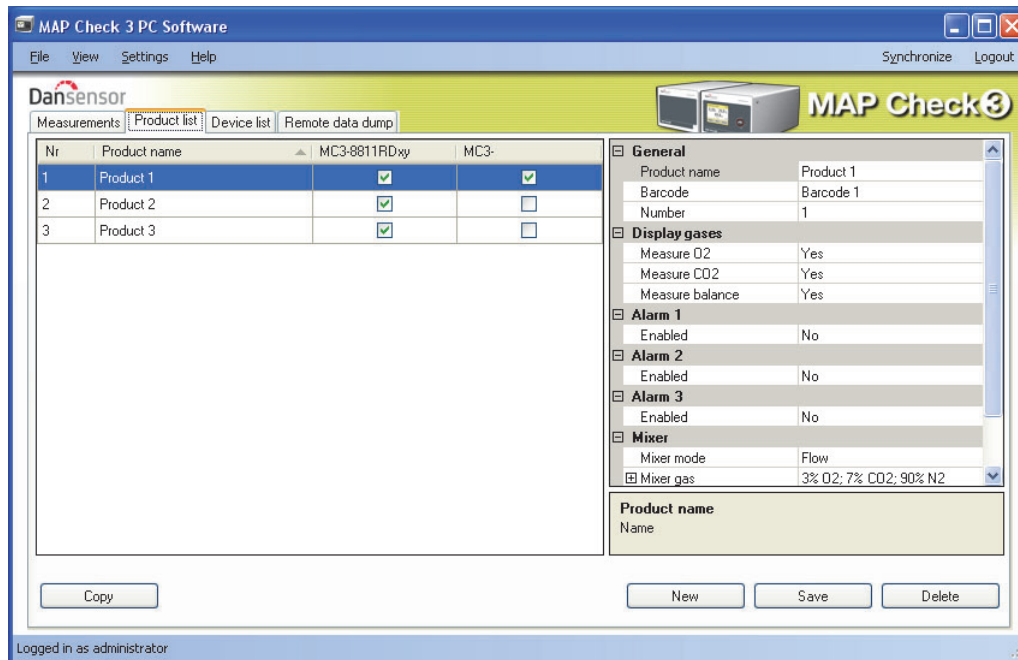 MAP Check 3 PC Software
File View Settings Help Synchronize Logout
Dansensor
MAP Check 3
Measurements Product list Device list Remote data dump
Nr Product name MC3-8811RDxy MC3-
1 Product 1
2 Product 2
3 Product 3
General
Product name Product 1
Barcode Barcode 1
Number 1
Display gases
Measure O2 Yes
Measure CO2 Yes
Measure balance Yes
Alarm 1
Enabled No
Alarm 2
Enabled No
Alarm 3
Enabled No
Mixer
Mixer mode Flow
Mixer gas 3% O2; 7% CO2; 90% N2
Product name
Name
Copy New Save Delete
Logged in as administrator